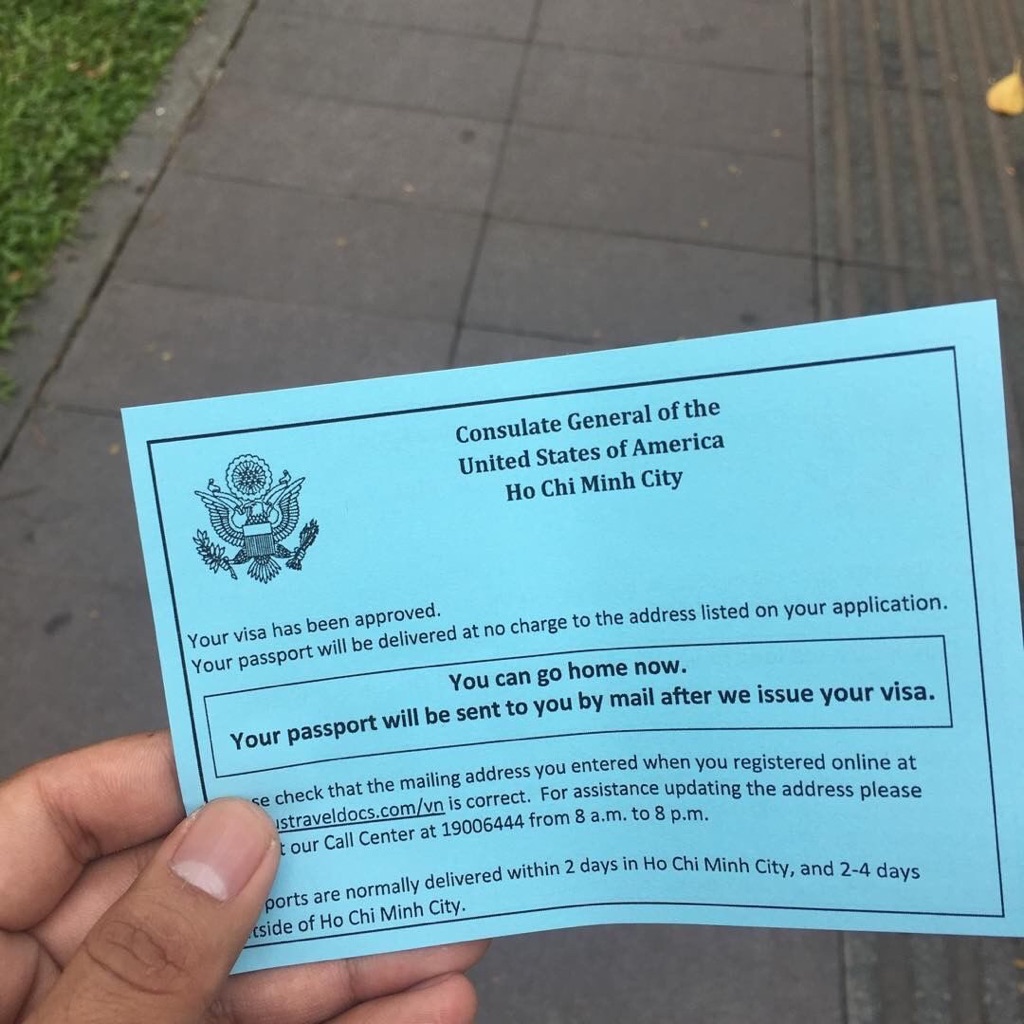 Consulate General of the
United States of America
Ho Chi Minh City
Your visa has been approved.
Your passport will be delivered at no charge to the address listed on your application.
You can go home now.
Your passport will be sent to you by mail after we issue your visa.
se check that the mailing address you entered when you registered online at
straveldocs.com/vn is correct. For assistance updating the address please
t our Call Center at 19006444 from 8 a.m. to 8 p.m.
ports are normally delivered within 2 days in Ho Chi Minh City, and 2-4 days
tside of Ho Chi Minh City.